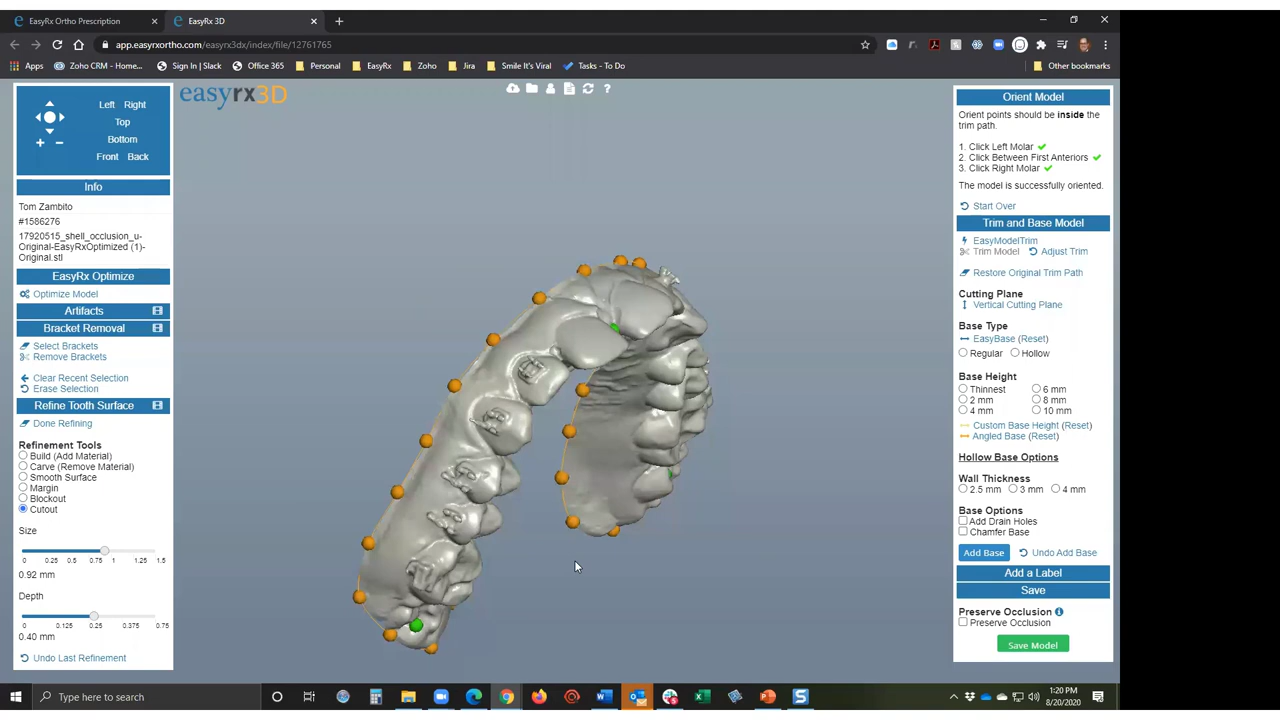 EasyRx Ortho Prescription
EasyRx 3D
app.easyrxortho.com/easyrx3dx/index/file/12761765
Apps
Zoho CRM - Home...
Sign In | Slack
Office 365
Personal
EasyRx
Zoho
Jira
Smile It's Viral
Tasks - To Do
Other bookmarks
easyrx3D
Left Right
Top
Bottom
Front Back
Info
Tom Zambito
#1586276
17920515_shell_occlusion_u-
Original-EasyRxOptimized (1)-
Original.stl
EasyRx Optimize
Optimize Model
Artifacts
Bracket Removal
Select Brackets
Remove Brackets
Clear Recent Selection
Erase Selection
Refine Tooth Surface
Done Refining
Refinement Tools
Build (Add Material)
Carve (Remove Material)
Smooth Surface
Margin
Blockout
Cutout
Size
0 0.25 0.5 0.75 1 1.25 1.5
0.92 mm
Depth
0 0.125 0.25 0.375 0.75
0.40 mm
Undo Last Refinement
Orient Model
Orient points should be inside the
trim path.
1. Click Left Molar
2. Click Between First Anteriors
3. Click Right Molar
The model is successfully oriented.
Start Over
Trim and Base Model
EasyModelTrim
Trim Model Adjust Trim
Restore Original Trim Path
Cutting Plane
Vertical Cutting Plane
Base Type
EasyBase (Reset)
Regular Hollow
Base Height
Thinnest 6 mm
2 mm 8 mm
4 mm 10 mm
Custom Base Height (Reset)
Angled Base (Reset)
Hollow Base Options
Wall Thickness
2.5 mm 3 mm 4 mm
Base Options
Add Drain Holes
Chamfer Base
Add Base Undo Add Base
Add a Label
Save
Preserve Occlusion
Preserve Occlusion
Save Model
Type here to search
1:20 PM
8/20/2020